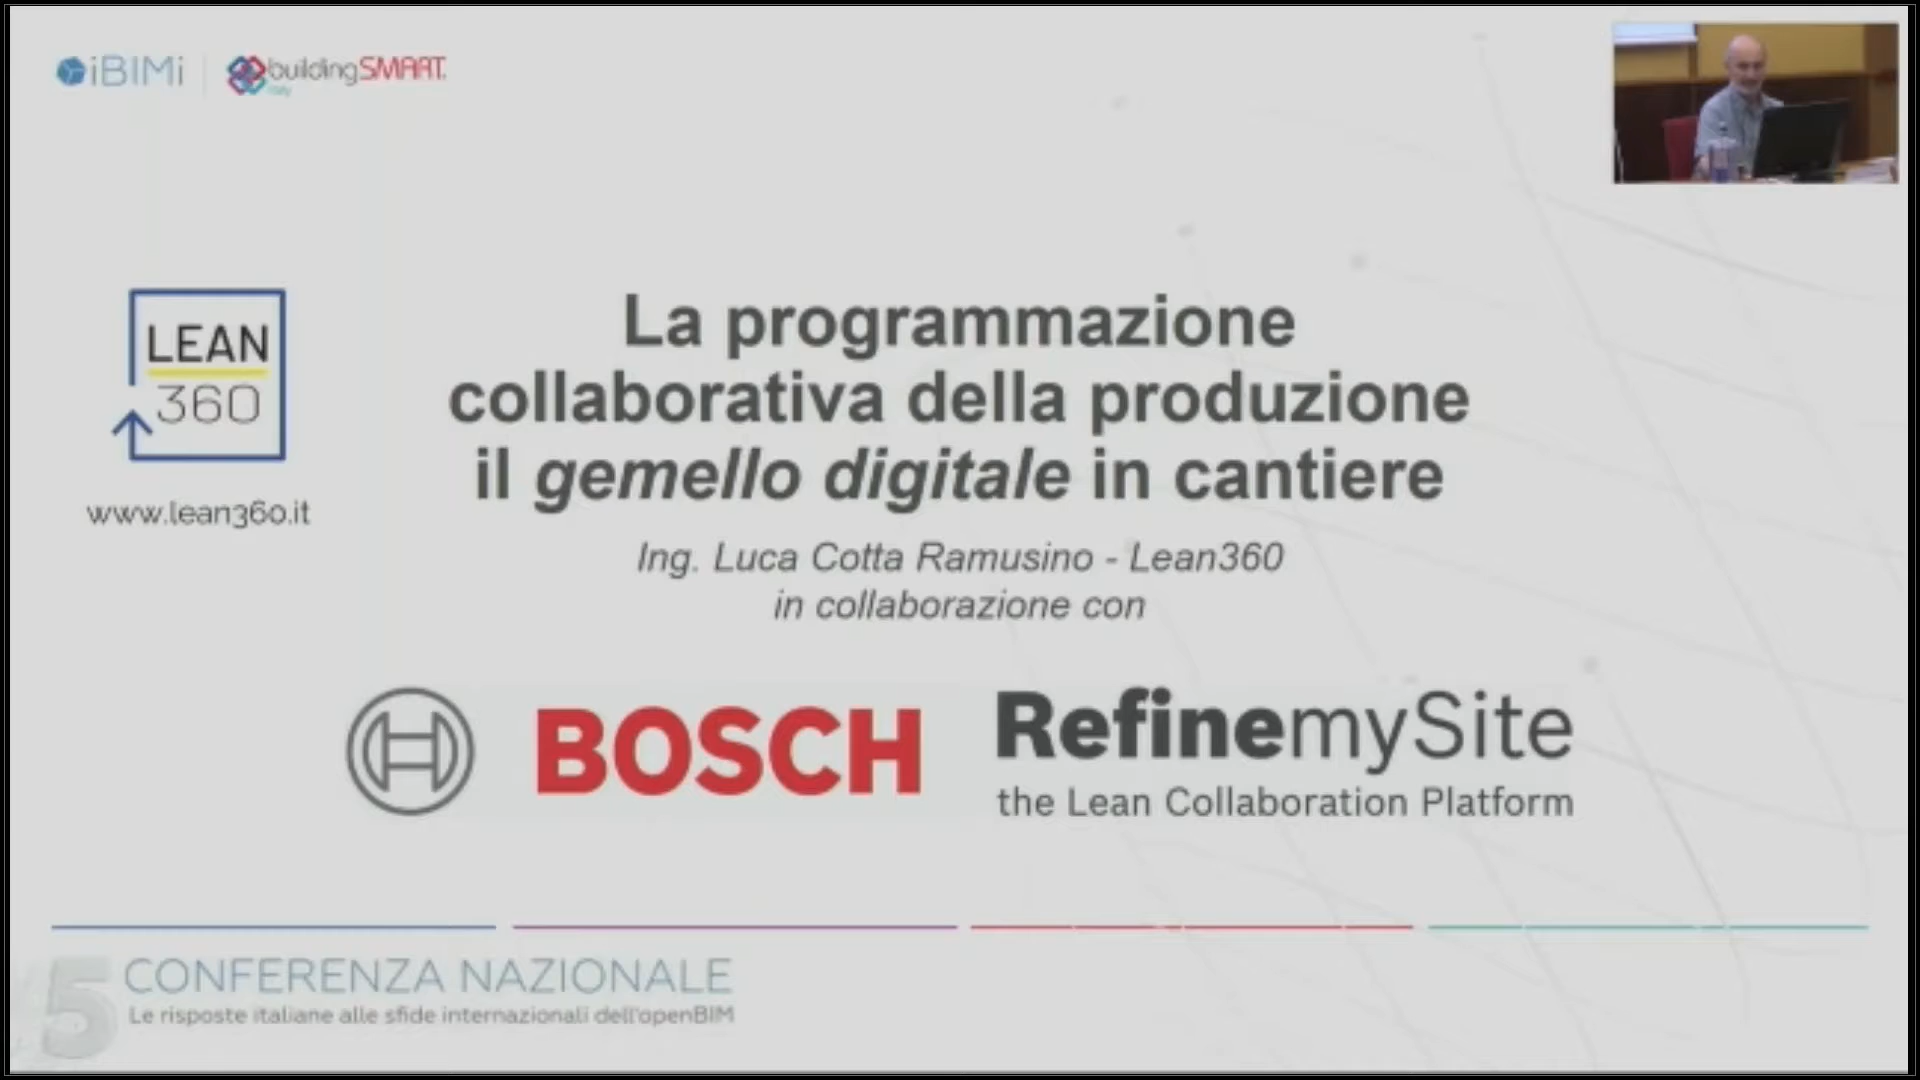 iBIMi
buildingSMART
Italy
LEAN
360
www.lean360.it
La programmazione
collaborativa della produzione
il gemello digitale in cantiere
Ing. Luca Cotta Ramusino - Lean360
in collaborazione con
BOSCH
RefinemySite
the Lean Collaboration Platform
#5
CONFERENZA NAZIONALE
Le risposte italiane alle sfide internazionali dell'openBIM